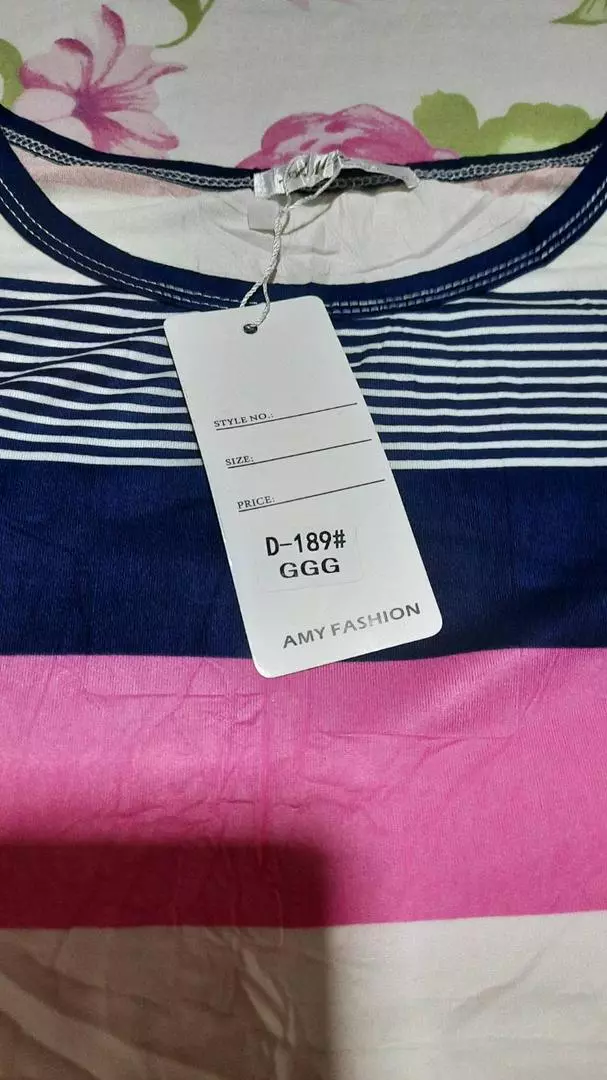 STYLE NO.:
SIZE:
PRICE:
D-189#
GGG
AMY FASHION